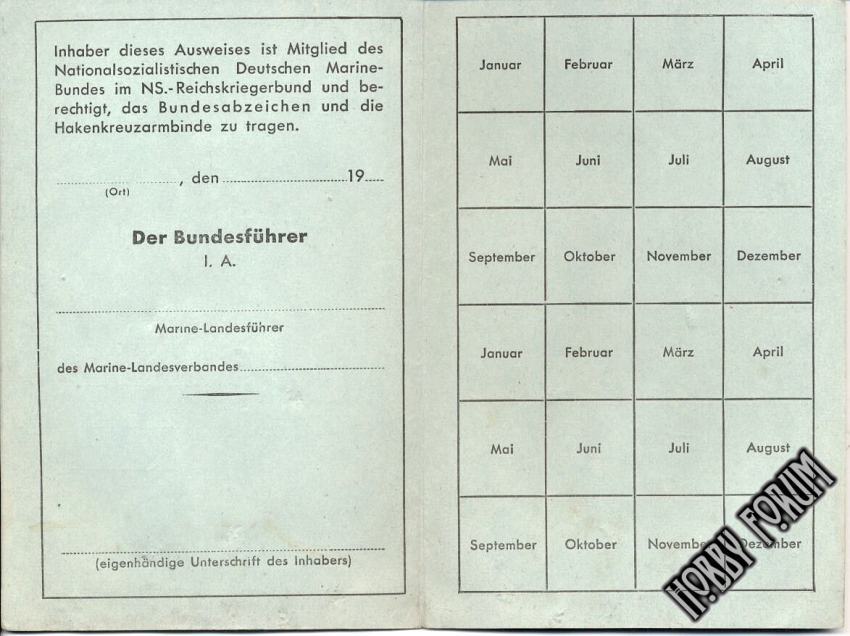 Inhaber dieses Ausweises ist Mitglied des
Nationalsozialistischen Deutschen Marine-
Bundes im NS.-Reichskriegerbund und be-
rechtigt, das Bundesabzeichen und die
Hakenkreuzarmbinde zu tragen.
, den 19
(Ort)
Der Bundesführer
I. A.
Marine-Landesführer
des Marine-Landesverbandes
(eigenhändige Unterschrift des Inhabers)
Januar Februar März April
Mai Juni Juli August
September Oktober November Dezember
Januar Februar März April
Mai Juni Juli August
September Oktober November Dezember
HOBBY FORUM